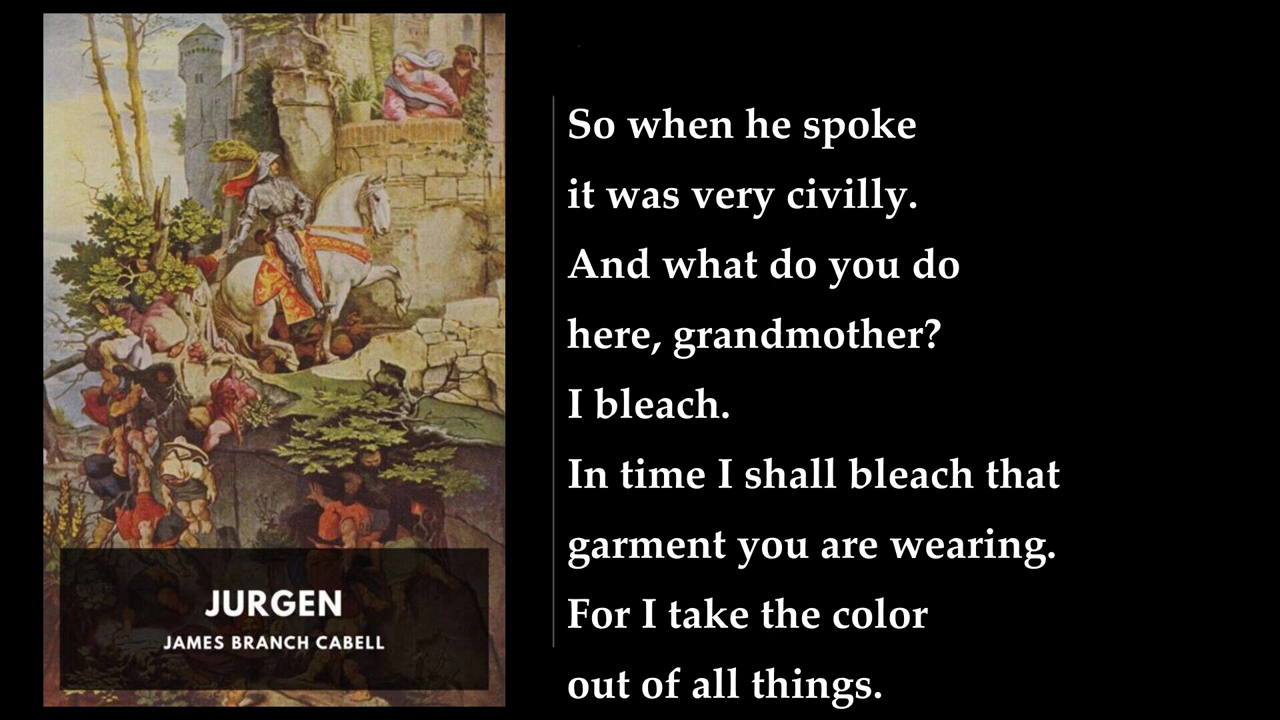 JURGEN
JAMES BRANCH CABELL
So when he spoke
it was very civilly.
And what do you do
here, grandmother?
I bleach.
In time I shall bleach that
garment you are wearing.
For I take the color
out of all things.